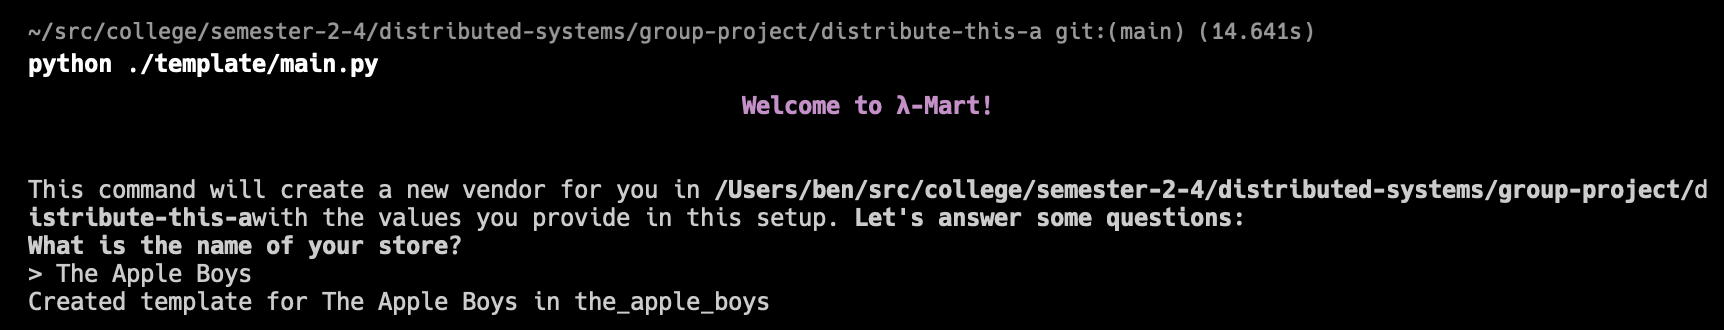 ~/src/college/semester-2-4/distributed-systems/group-project/distribute-this-a git:(main) (14.641s)
python ./template/main.py
Welcome to λ-Mart!
This command will create a new vendor for you in /Users/ben/src/college/semester-2-4/distributed-systems/group-project/d
istribute-this-awith the values you provide in this setup. Let's answer some questions:
What is the name of your store?
> The Apple Boys
Created template for The Apple Boys in the_apple_boys